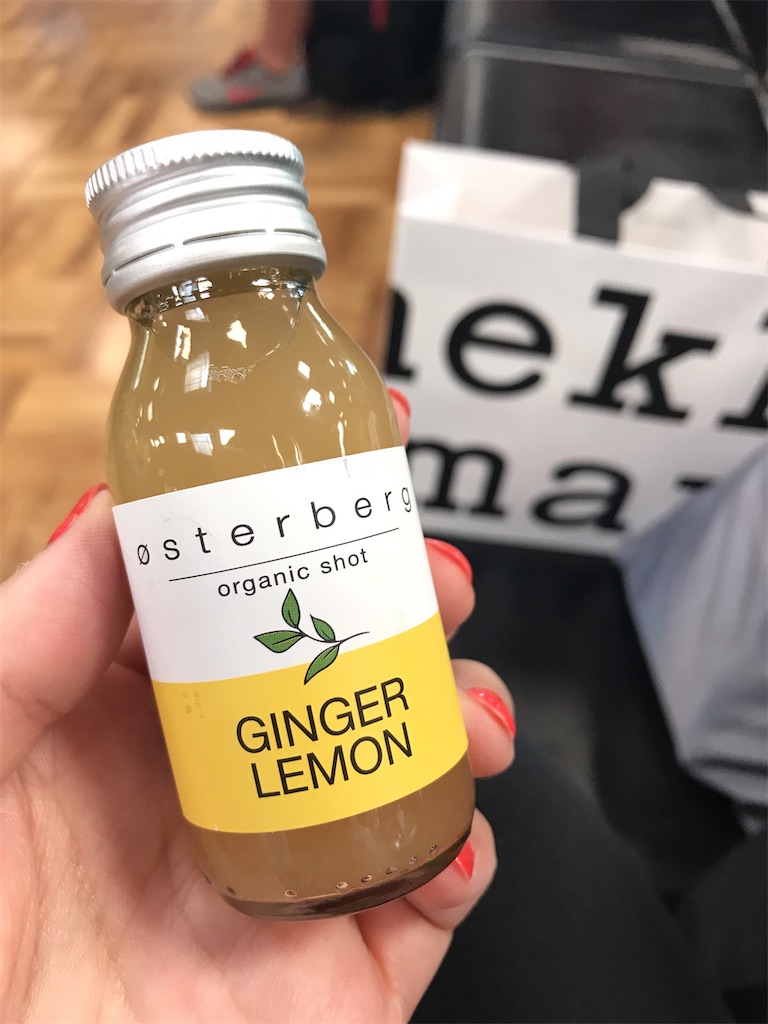 østerberg
organic shot
GINGER
LEMON